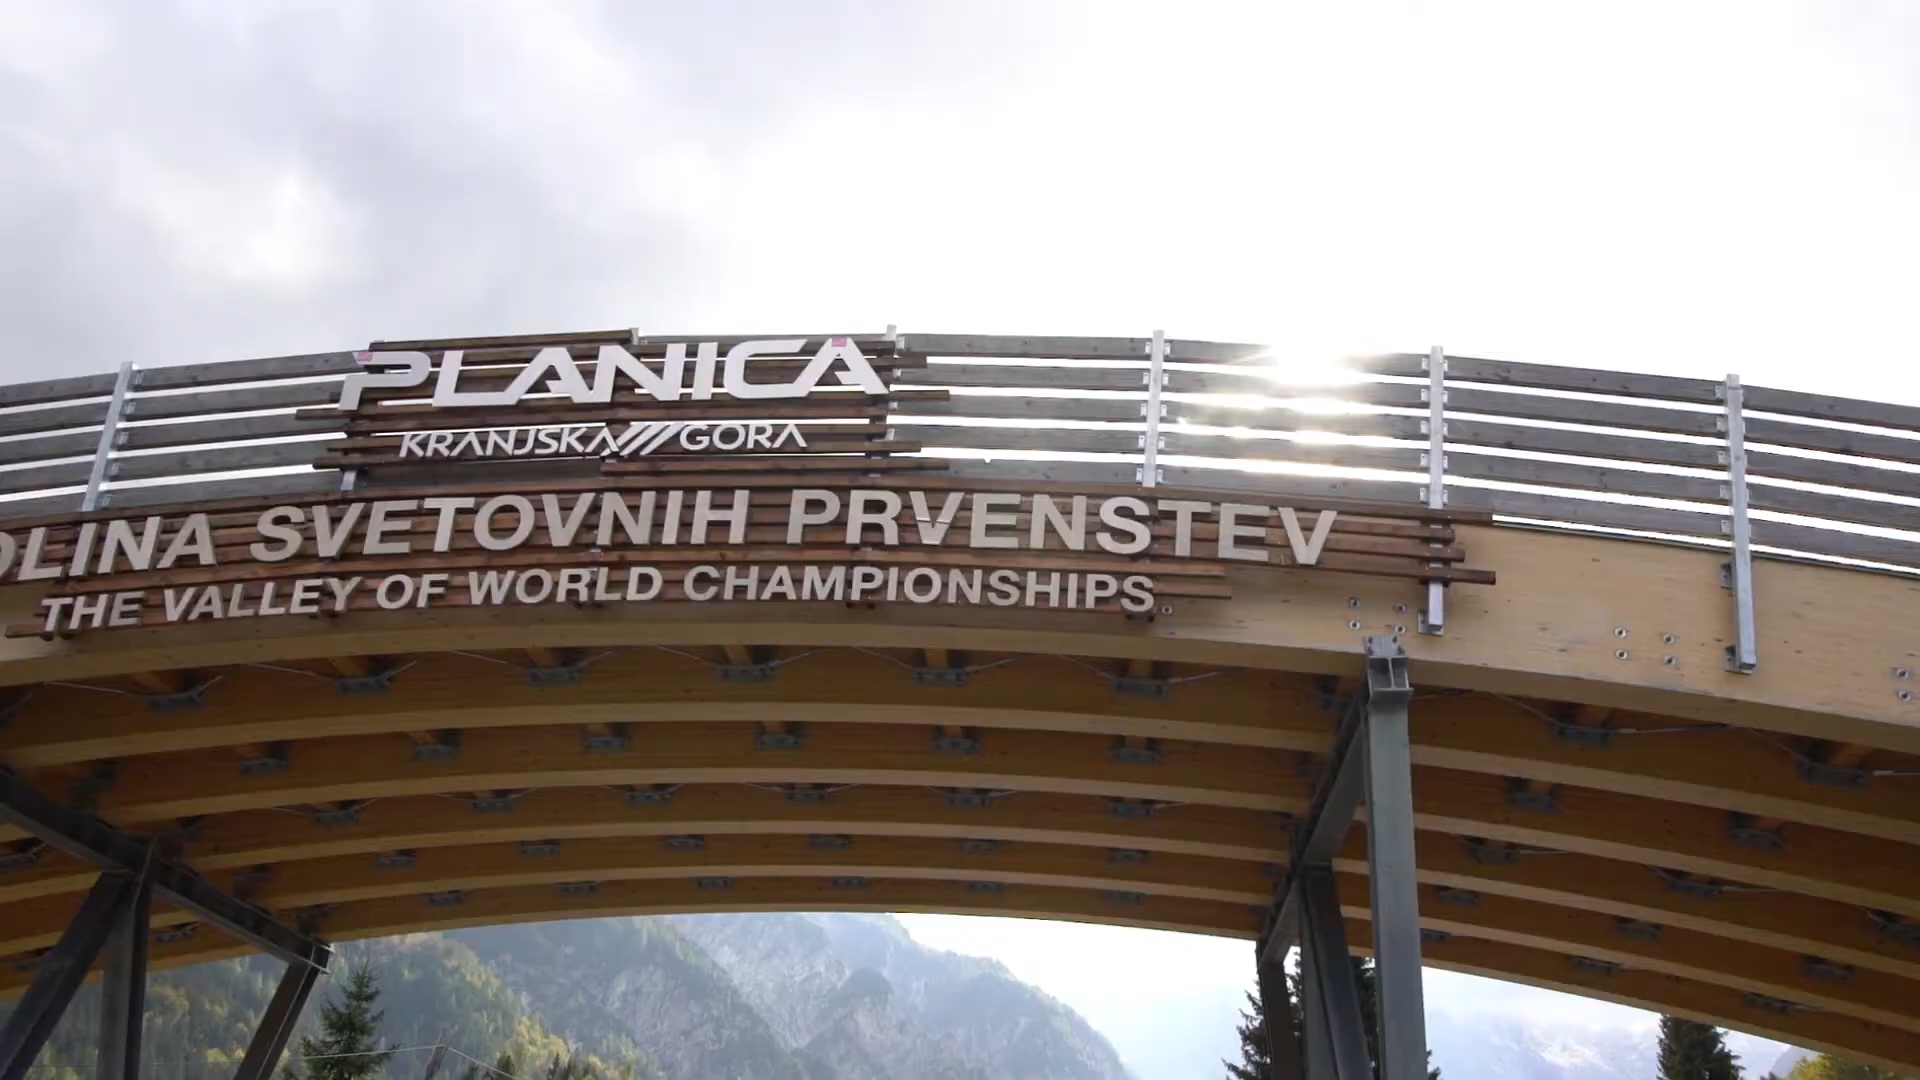 PLANICA
KRANJSKA GORA
OLINA SVETOVNIH PRVENSTEV
THE VALLEY OF WORLD CHAMPIONSHIPS